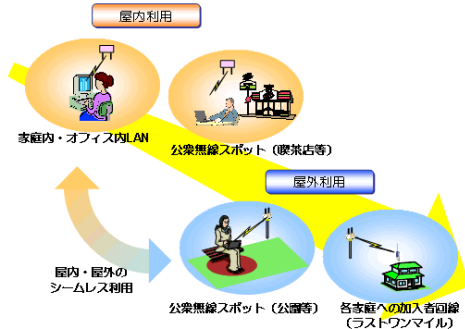 屋内利用
家庭内・オフィス内LAN
公衆無線スポット（喫茶店等）
屋外利用
屋内・屋外の
シームレス利用
公衆無線スポット（公園等）
各家庭への加入者回線
（ラストワンマイル）